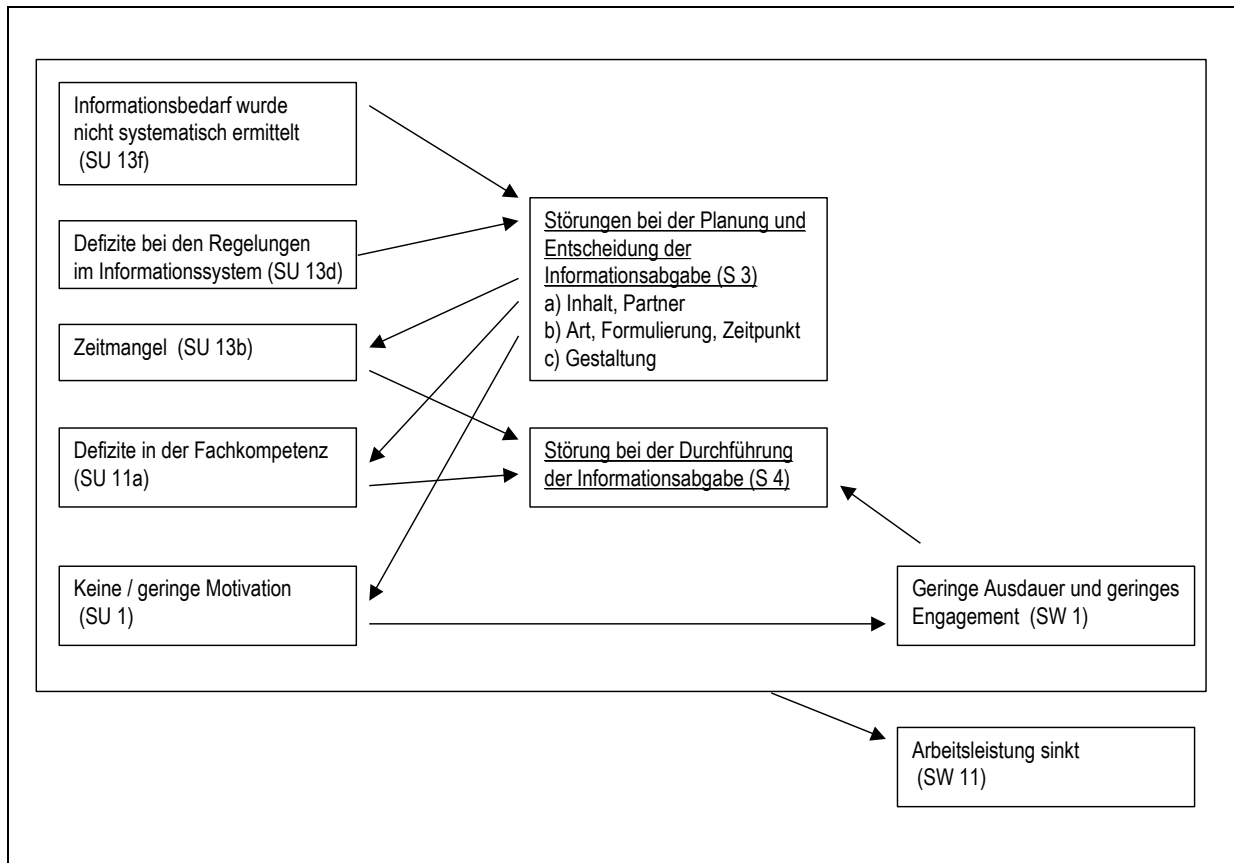 Informationsbedarf wurde
nicht systematisch ermittelt
(SU 13f)
Defizite bei den Regelungen
im Informationssystem (SU 13d)
Zeitmangel (SU 13b)
Defizite in der Fachkompetenz
(SU 11a)
Keine / geringe Motivation
(SU 1)
Störungen bei der Planung und
Entscheidung der
Informationsabgabe (S 3)
a) Inhalt, Partner
b) Art, Formulierung, Zeitpunkt
c) Gestaltung
Störung bei der Durchführung
der Informationsabgabe (S 4)
Geringe Ausdauer und geringes
Engagement (SW 1)
Arbeitsleistung sinkt
(SW 11)